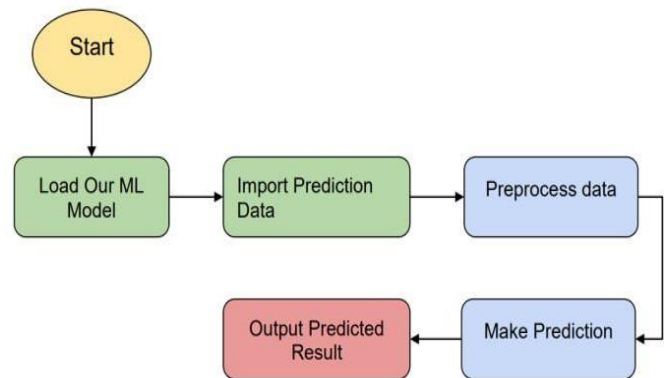 Start
Load Our ML
Model
Import Prediction
Data
Preprocess data
Make Prediction
Output Predicted
Result